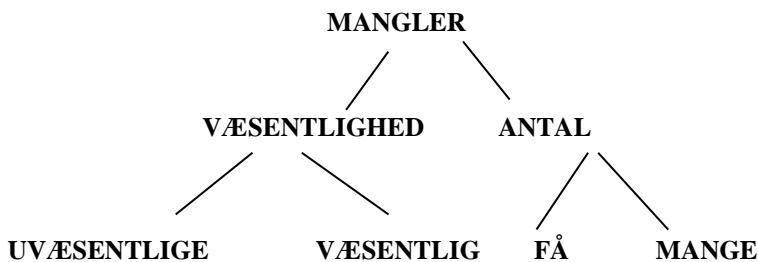 MANGLER
VÆSENTLIGHED ANTAL
UVÆSENTLIGE VÆSENTLIG FÅ MANGE